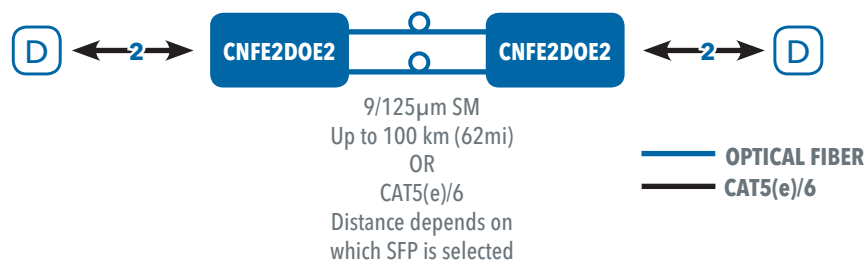 D 2 CNFE2DOE2 CNFE2DOE2 2 D
9/125µm SM
Up to 100 km (62mi)
OR
CAT5(e)/6
Distance depends on
which SFP is selected
OPTICAL FIBER
CAT5(e)/6